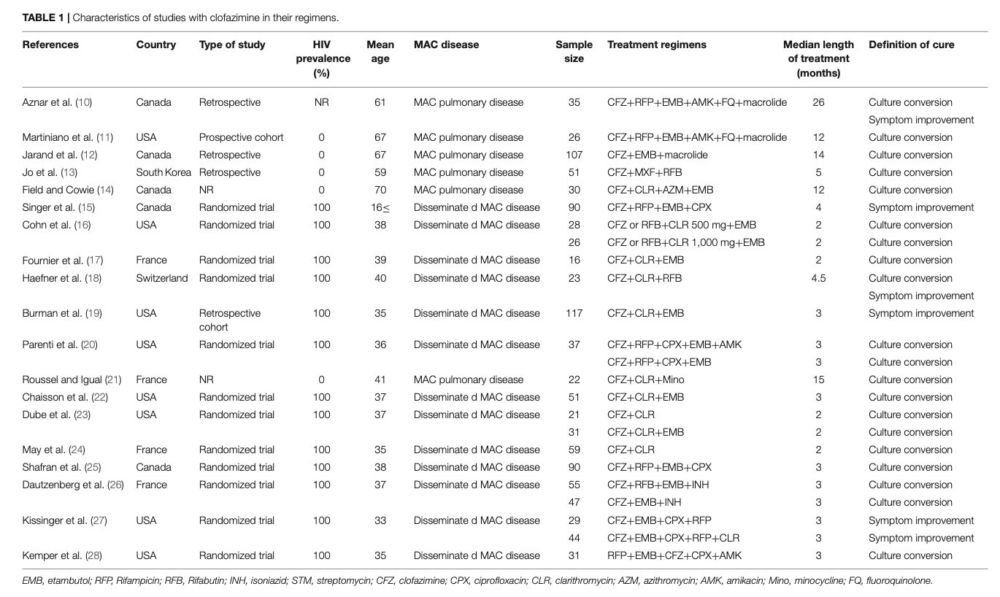 TABLE 1 | Characteristics of studies with clofazimine in their regimens.
References Country Type of study HIV Mean MAC disease Sample Treatment regimens Median length Definition of cure
prevalence age size of treatment
(%) (months)
Aznar et al. (10) Canada Retrospective NR 61 MAC pulmonary disease 35 CFZ+RFP+EMB+AMK+FQ+macrolide 26 Culture conversion
Symptom improvement
Martiniano et al. (11) USA Prospective cohort 0 67 MAC pulmonary disease 26 CFZ+RFP+EMB+AMK+FQ+macrolide 12 Culture conversion
Jarand et al. (12) Canada Retrospective 0 67 MAC pulmonary disease 107 CFZ+EMB+macrolide 14 Culture conversion
Jo et al. (13) South Korea Retrospective 0 59 MAC pulmonary disease 51 CFZ+MXF+RFB 5 Culture conversion
Field and Cowie (14) Canada NR 0 70 MAC pulmonary disease 30 CFZ+CLR+AZM+EMB 12 Culture conversion
Singer et al. (15) Canada Randomized trial 100 16≤ Disseminate d MAC disease 90 CFZ+RFP+EMB+CPX 4 Symptom improvement
Cohn et al. (16) USA Randomized trial 100 38 Disseminate d MAC disease 28 CFZ or RFB+CLR 500 mg+EMB 2 Culture conversion
26 CFZ or RFB+CLR 1,000 mg+EMB 2 Culture conversion
Fournier et al. (17) France Randomized trial 100 39 Disseminate d MAC disease 16 CFZ+CLR+EMB 2 Culture conversion
Haefner et al. (18) Switzerland Randomized trial 100 40 Disseminate d MAC disease 23 CFZ+CLR+RFB 4.5 Culture conversion
Symptom improvement
Burman et al. (19) USA Retrospective 100 35 Disseminate d MAC disease 117 CFZ+CLR+EMB 3 Symptom improvement
cohort
Parenti et al. (20) USA Randomized trial 100 36 Disseminate d MAC disease 37 CFZ+RFP+CPX+EMB+AMK 3 Culture conversion
CFZ+RFP+CPX+EMB 3 Culture conversion
Roussel and Igual (21) France NR 0 41 MAC pulmonary disease 22 CFZ+CLR+Mino 15 Culture conversion
Chaisson et al. (22) USA Randomized trial 100 37 Disseminate d MAC disease 51 CFZ+CLR+EMB 3 Culture conversion
Dube et al. (23) USA Randomized trial 100 37 Disseminate d MAC disease 21 CFZ+CLR 2 Culture conversion
31 CFZ+CLR+EMB 2 Culture conversion
May et al. (24) France Randomized trial 100 35 Disseminate d MAC disease 59 CFZ+CLR 2 Culture conversion
Shafran et al. (25) Canada Randomized trial 100 38 Disseminate d MAC disease 90 CFZ+RFP+EMB+CPX 3 Culture conversion
Dautzenberg et al. (26) France Randomized trial 100 37 Disseminate d MAC disease 55 CFZ+RFB+EMB+INH 3 Culture conversion
47 CFZ+EMB+INH 3 Culture conversion
Kissinger et al. (27) USA Randomized trial 100 33 Disseminate d MAC disease 29 CFZ+EMB+CPX+RFP 3 Symptom improvement
44 CFZ+EMB+CPX+RFP+CLR 3 Symptom improvement
Kemper et al. (28) USA Randomized trial 100 35 Disseminate d MAC disease 31 RFP+EMB+CFZ+CPX+AMK 3 Culture conversion
EMB, etambutol; RFP, Rifampicin; RFB, Rifabutin; INH, isoniazid; STM, streptomycin; CFZ, clofazimine; CPX, ciprofloxacin; CLR, clarithromycin; AZM, azithromycin; AMK, amikacin; Mino, minocycline; FQ, fluoroquinolone.